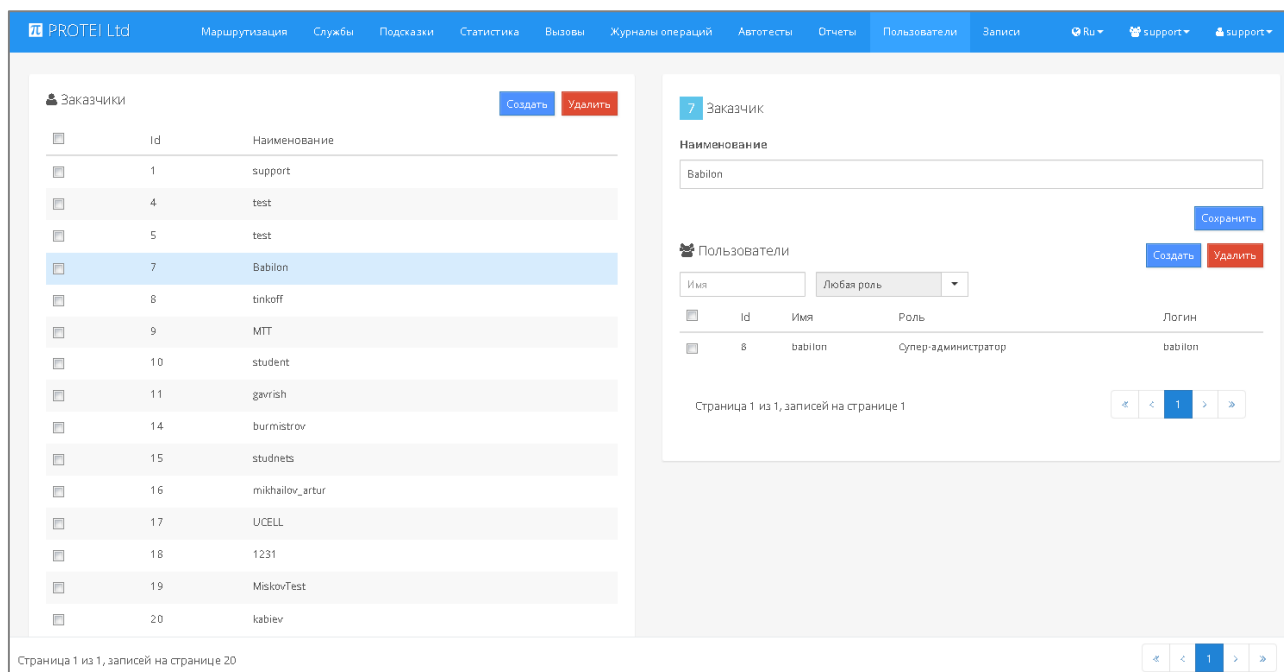 PROTEI Ltd Маршрутизация Службы Подсказки Статистика Вызовы Журналы операций Автотесты Отчеты Пользователи Записи Ru support support
Заказчики Создать Удалить
Id Наименование
1 support
4 test
5 test
7 Babilon
8 tinkoff
9 MTT
10 student
11 gavrish
14 burmistrov
15 studnets
16 mikhailov_artur
17 UCELL
18 1231
19 MiskovTest
20 kabiev
Страница 1 из 1, записей на странице 20
« < 1 > »
7 Заказчик
Наименование
Babilon
Сохранить
Пользователи Создать Удалить
Имя Любая роль
Id Имя Роль Логин
8 babilon Супер-администратор babilon
Страница 1 из 1, записей на странице 1
« < 1 > »